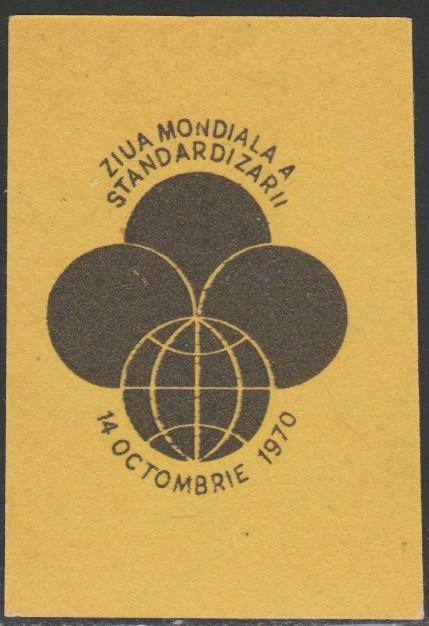 ZIUA MONDIALA A
STANDARDIZARII
14 OCTOMBRIE 1970